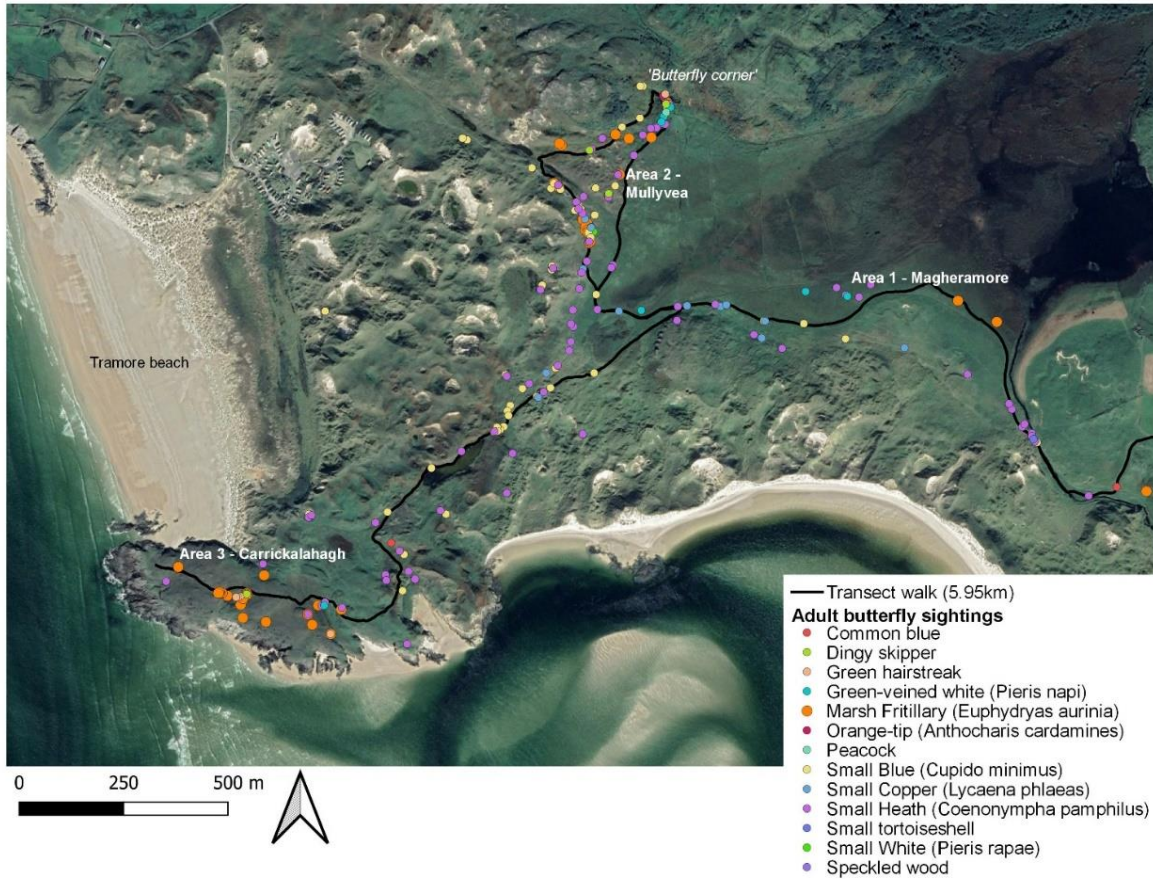 'Butterfly corner'
Area 2 -
Mullyvea
Area 1 - Magheramore
Tramore beach
Area 3 - Carrickalahagh
Transect walk (5.95km)
Adult butterfly sightings
Common blue
Dingy skipper
Green hairstreak
Green-veined white (Pieris napi)
Marsh Fritillary (Euphydryas aurinia)
Orange-tip (Anthocharis cardamines)
Peacock
Small Blue (Cupido minimus)
Small Copper (Lycaena phlaeas)
Small Heath (Coenonympha pamphilus)
Small tortoiseshell
Small White (Pieris rapae)
Speckled wood
0 250 500 m